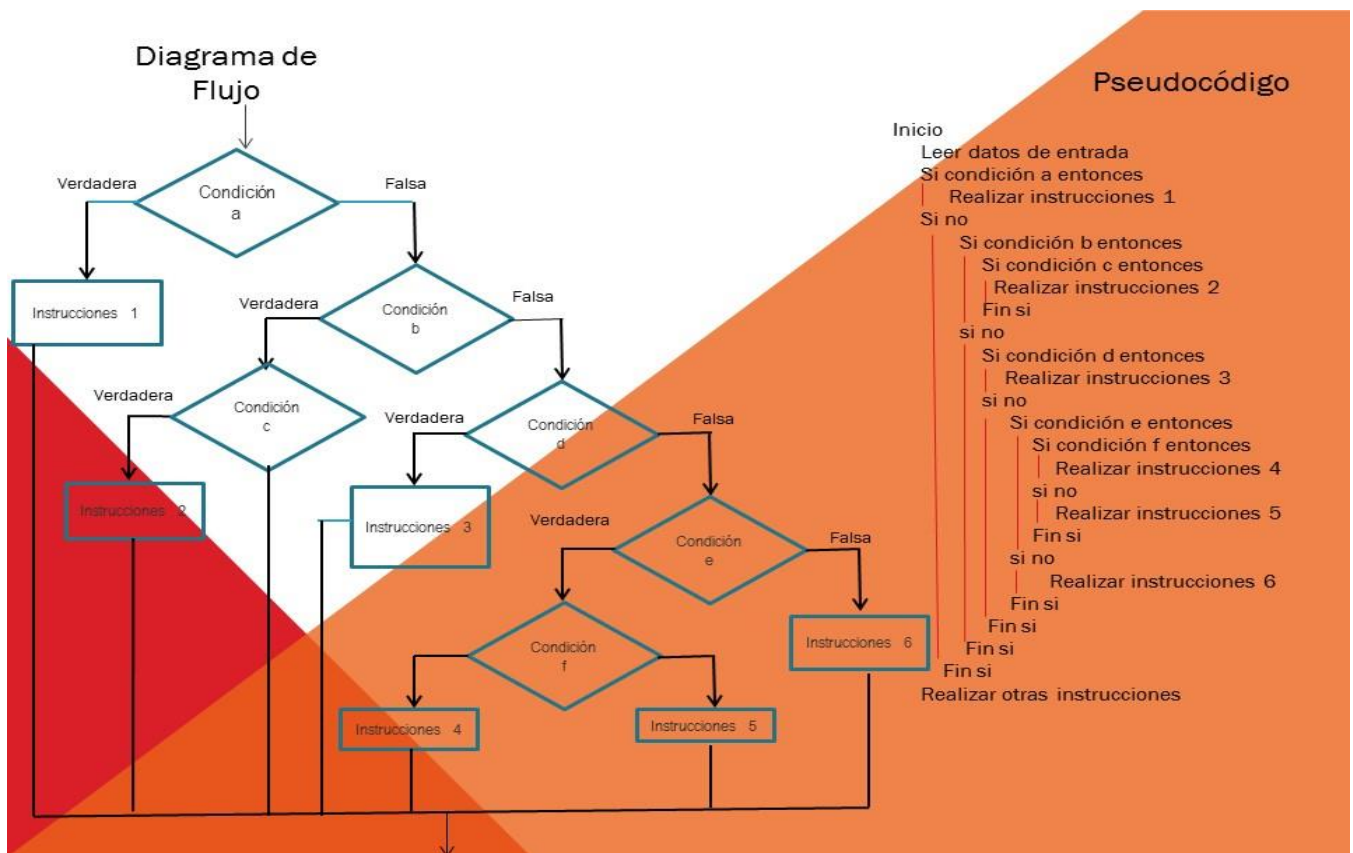 Diagrama de
Flujo
Verdadera
Condición
a
Falsa
Instrucciones 1
Verdadera
Condición
b
Falsa
Verdadera
Condición
c
Instrucciones 2
Verdadera
Condición
d
Falsa
Instrucciones 3
Verdadera
Condición
e
Falsa
Condición
f
Instrucciones 6
Instrucciones 4
Instrucciones 5
Pseudocódigo
Inicio
Leer datos de entrada
Si condición a entonces
Realizar instrucciones 1
Si no
Si condición b entonces
Si condición c entonces
Realizar instrucciones 2
Fin si
si no
Si condición d entonces
Realizar instrucciones 3
si no
Si condición e entonces
Si condición f entonces
Realizar instrucciones 4
si no
Realizar instrucciones 5
Fin si
si no
Realizar instrucciones 6
Fin si
Fin si
Fin si
Fin si
Realizar otras instrucciones